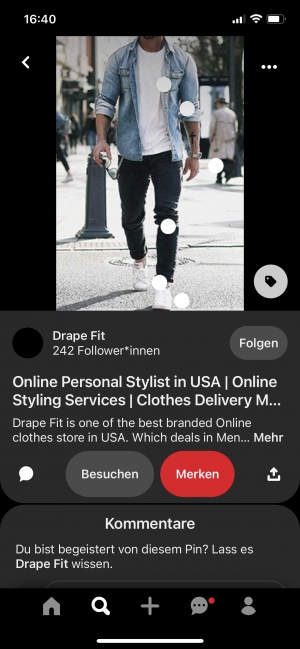 16:40
Drape Fit
242 Follower*innen
Folgen
Online Personal Stylist in USA | Online
Styling Services | Clothes Delivery M...
Drape Fit is one of the best branded Online
clothes store in USA. Which deals in Men... Mehr
Besuchen
Merken
Kommentare
Du bist begeistert von diesem Pin? Lass es
Drape Fit wissen.